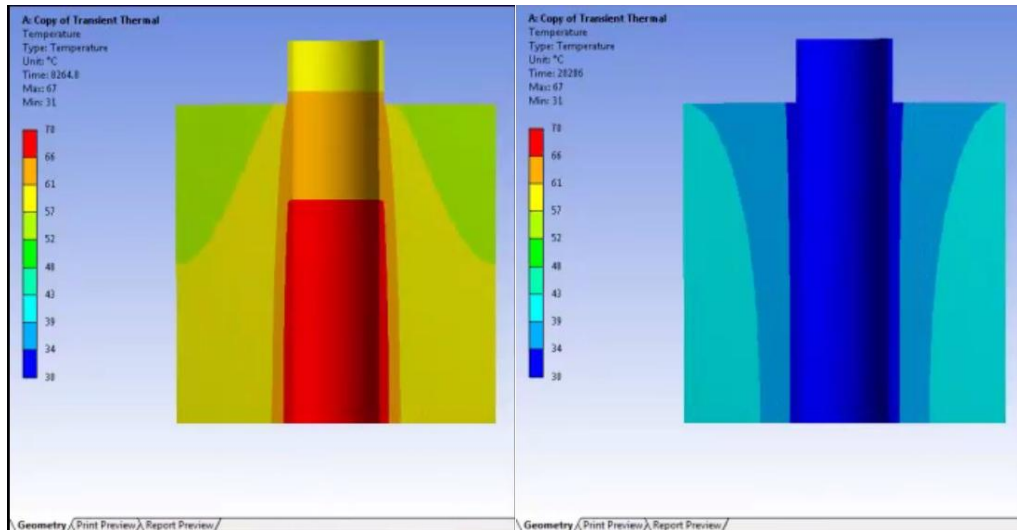 A: Copy of Transient Thermal
Temperature
Type: Temperature
Unit: °C
Time: 8264.8
Max: 67
Min: 31
70
66
61
57
52
48
43
39
34
30
Geometry / Print Preview \ Report Preview /
A: Copy of Transient Thermal
Temperature
Type: Temperature
Unit: °C
Time: 28286
Max: 67
Min: 31
70
66
61
57
52
48
43
39
34
30
Geometry / Print Preview \ Report Preview /